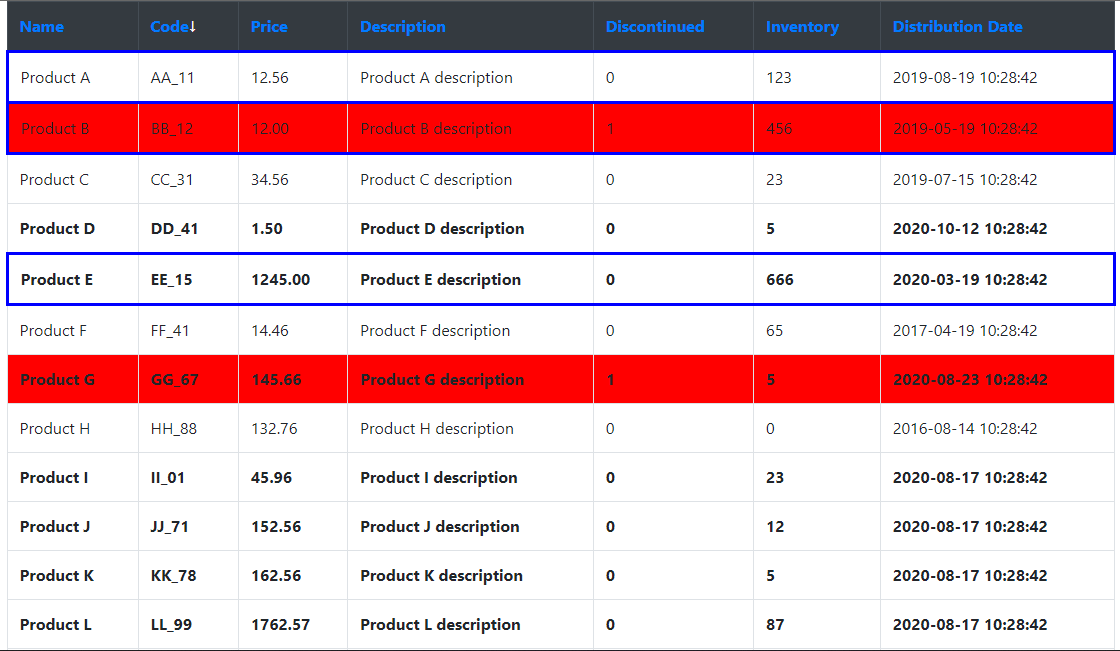 Name Code↓ Price Description Discontinued Inventory Distribution Date
Product A AA_11 12.56 Product A description 0 123 2019-08-19 10:28:42
Product B BB_12 12.00 Product B description 1 456 2019-05-19 10:28:42
Product C CC_31 34.56 Product C description 0 23 2019-07-15 10:28:42
Product D DD_41 1.50 Product D description 0 5 2020-10-12 10:28:42
Product E EE_15 1245.00 Product E description 0 666 2020-03-19 10:28:42
Product F FF_41 14.46 Product F description 0 65 2017-04-19 10:28:42
Product G GG_67 145.66 Product G description 1 5 2020-08-23 10:28:42
Product H HH_88 132.76 Product H description 0 0 2016-08-14 10:28:42
Product I II_01 45.96 Product I description 0 23 2020-08-17 10:28:42
Product J JJ_71 152.56 Product J description 0 12 2020-08-17 10:28:42
Product K KK_78 162.56 Product K description 0 5 2020-08-17 10:28:42
Product L LL_99 1762.57 Product L description 0 87 2020-08-17 10:28:42